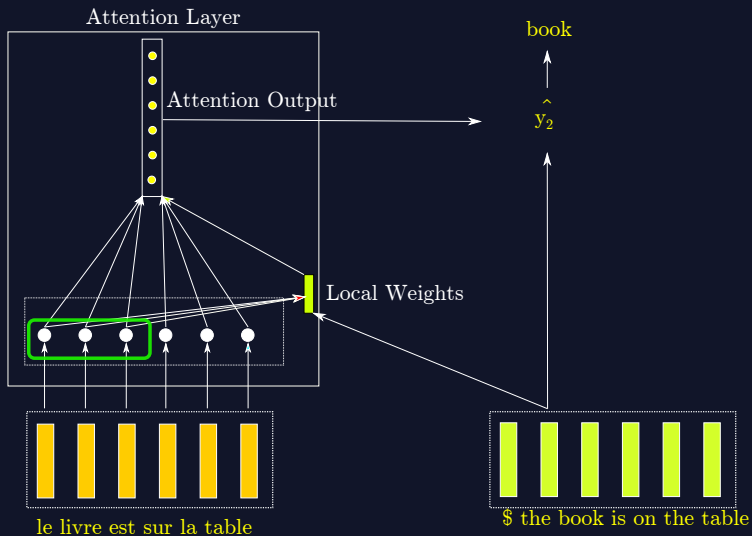 Attention Layer
book
Attention Output
ŷ₂
Local Weights
le livre est sur la table
$ the book is on the table